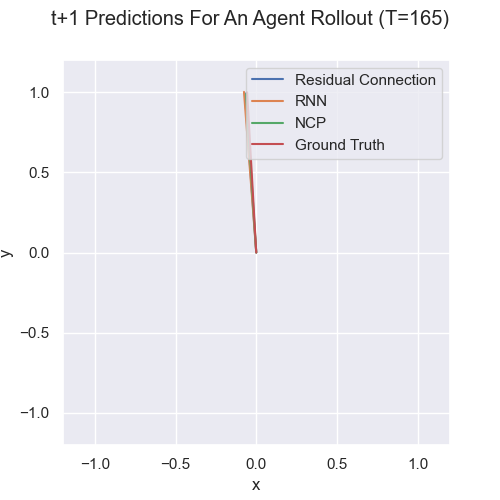 t+1 Predictions For An Agent Rollout (T=165)
Residual Connection
RNN
NCP
Ground Truth
1.0
0.5
0.0
−0.5
−1.0
y
−1.0 −0.5 0.0 0.5 1.0
x